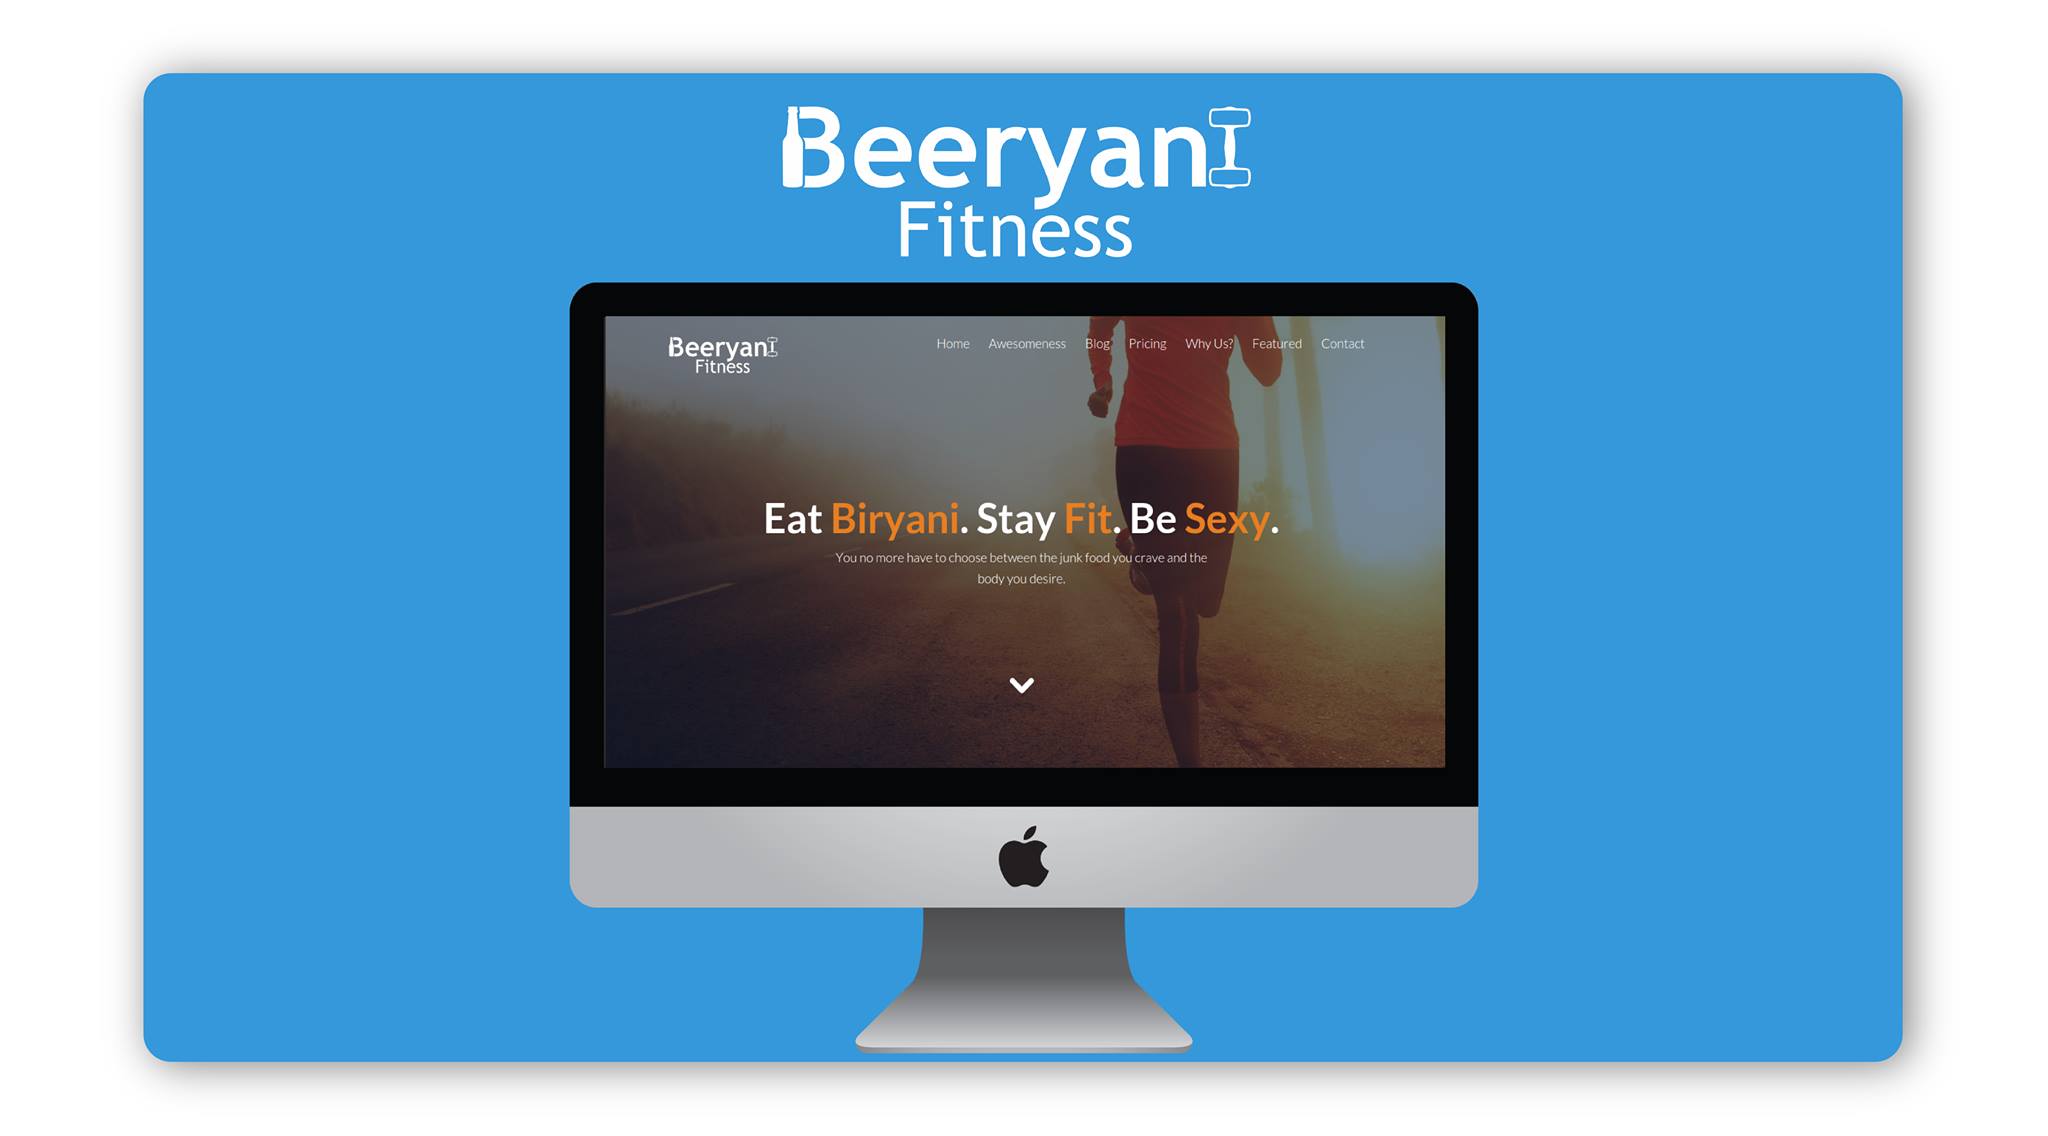 Beeryani
Fitness
Beeryani
Fitness
Home Awesomeness Blog Pricing Why Us? Featured Contact
Eat Biryani. Stay Fit. Be Sexy.
You no more have to choose between the junk food you crave and the
body you desire.